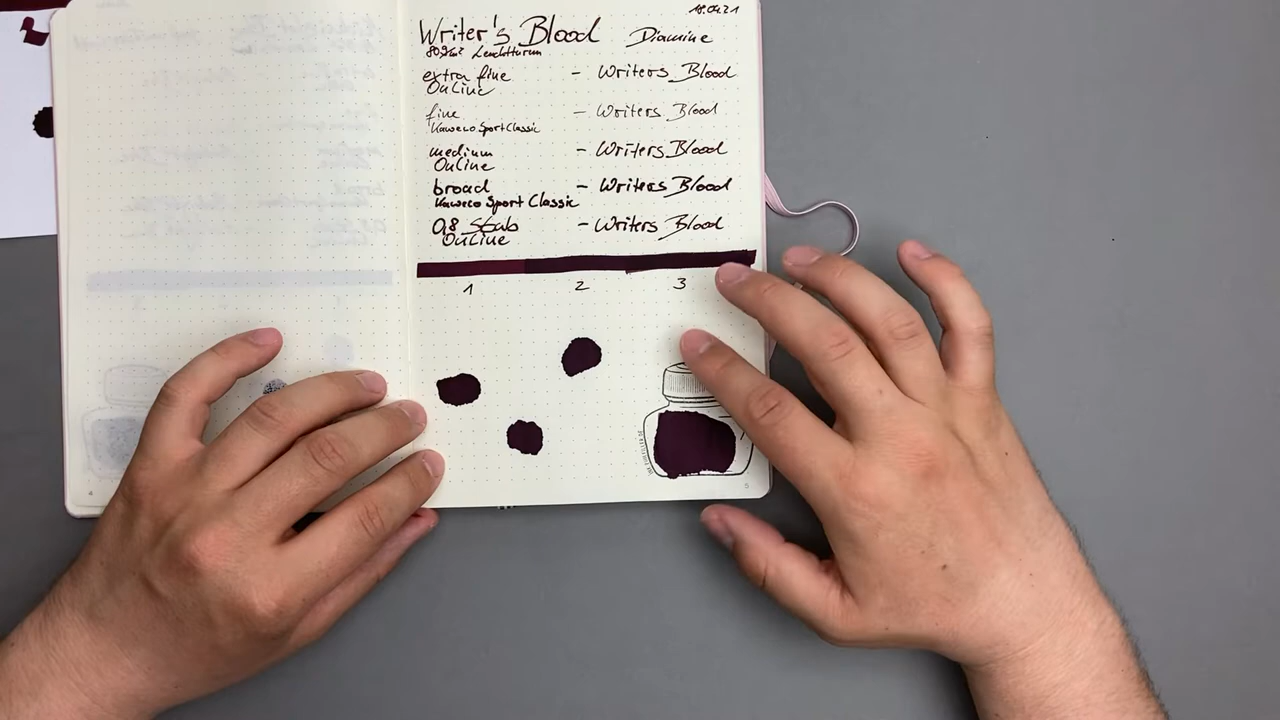 18.04.21
Writer's Blood Diamine
80g/m² Leuchtturm
extra fine - Writers Blood
Online
fine - Writers Blood
Kaweco Sport Classic
medium - Writers Blood
Online
broad - Writers Blood
Kaweco Sport Classic
0,8 Stub - Writers Blood
Online
1 2 3
5